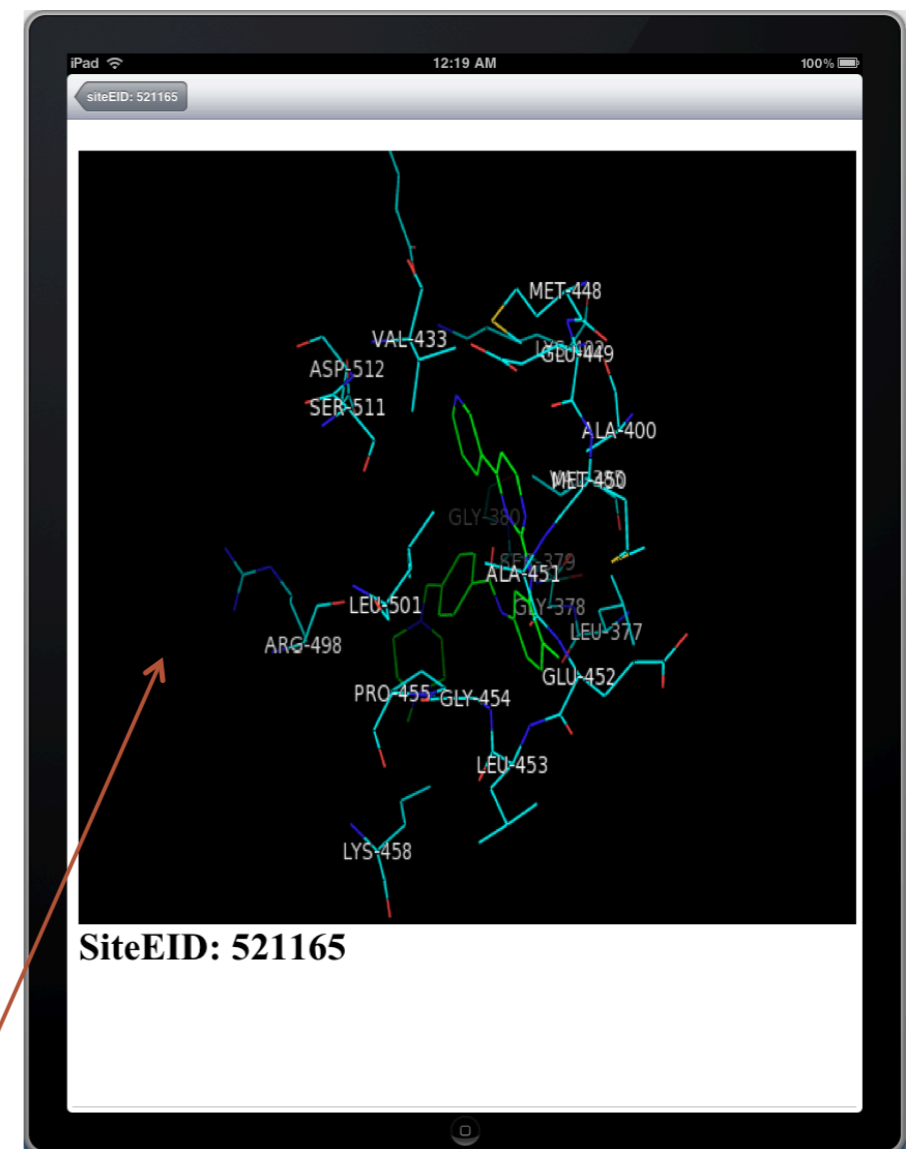 iPad 12:19 AM 100%
siteEID: 521165
MET-448
VAL-433
GLU-449
ASP-512
SER-511
ALA-400
MET-450
GLY-380
SER-379
ALA-451
LEU-501
GLY-378
LEU-377
ARG-498
GLU-452
PRO-455
GLY-454
LEU-453
LYS-458
SiteEID: 521165